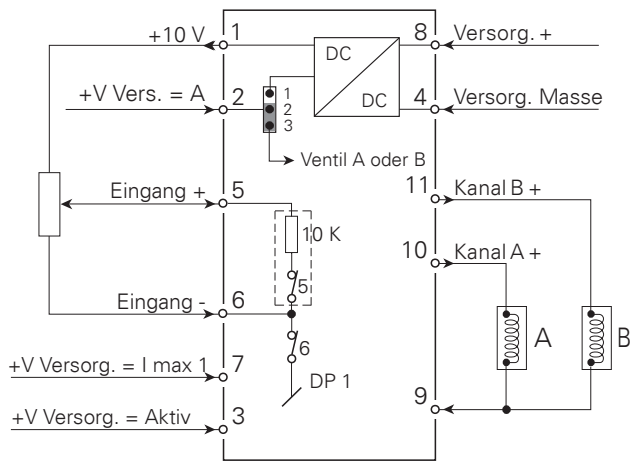 +10 V
1
DC
DC
8
Versorg. +
+V Vers. = A
2
1
2
3
4
Versorg. Masse
Ventil A oder B
Eingang +
5
10 K
5
11
Kanal B +
10
Kanal A +
Eingang -
6
6
A
B
+V Versorg. = I max 1
7
DP 1
9
+V Versorg. = Aktiv
3